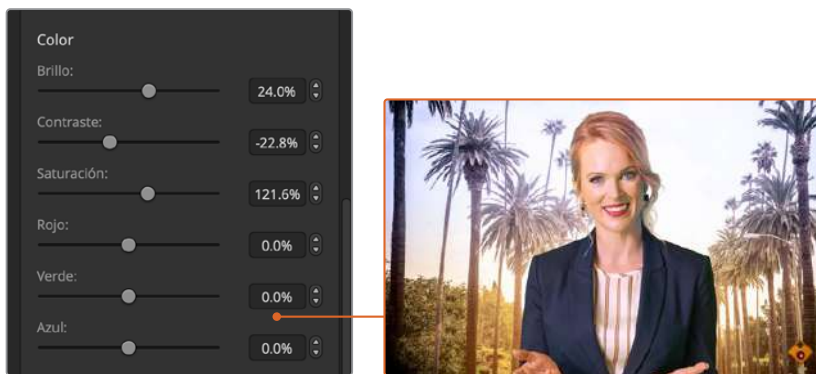 Color
Brillo:
24.0%
Contraste:
-22.8%
Saturación:
121.6%
Rojo:
0.0%
Verde:
0.0%
Azul:
0.0%